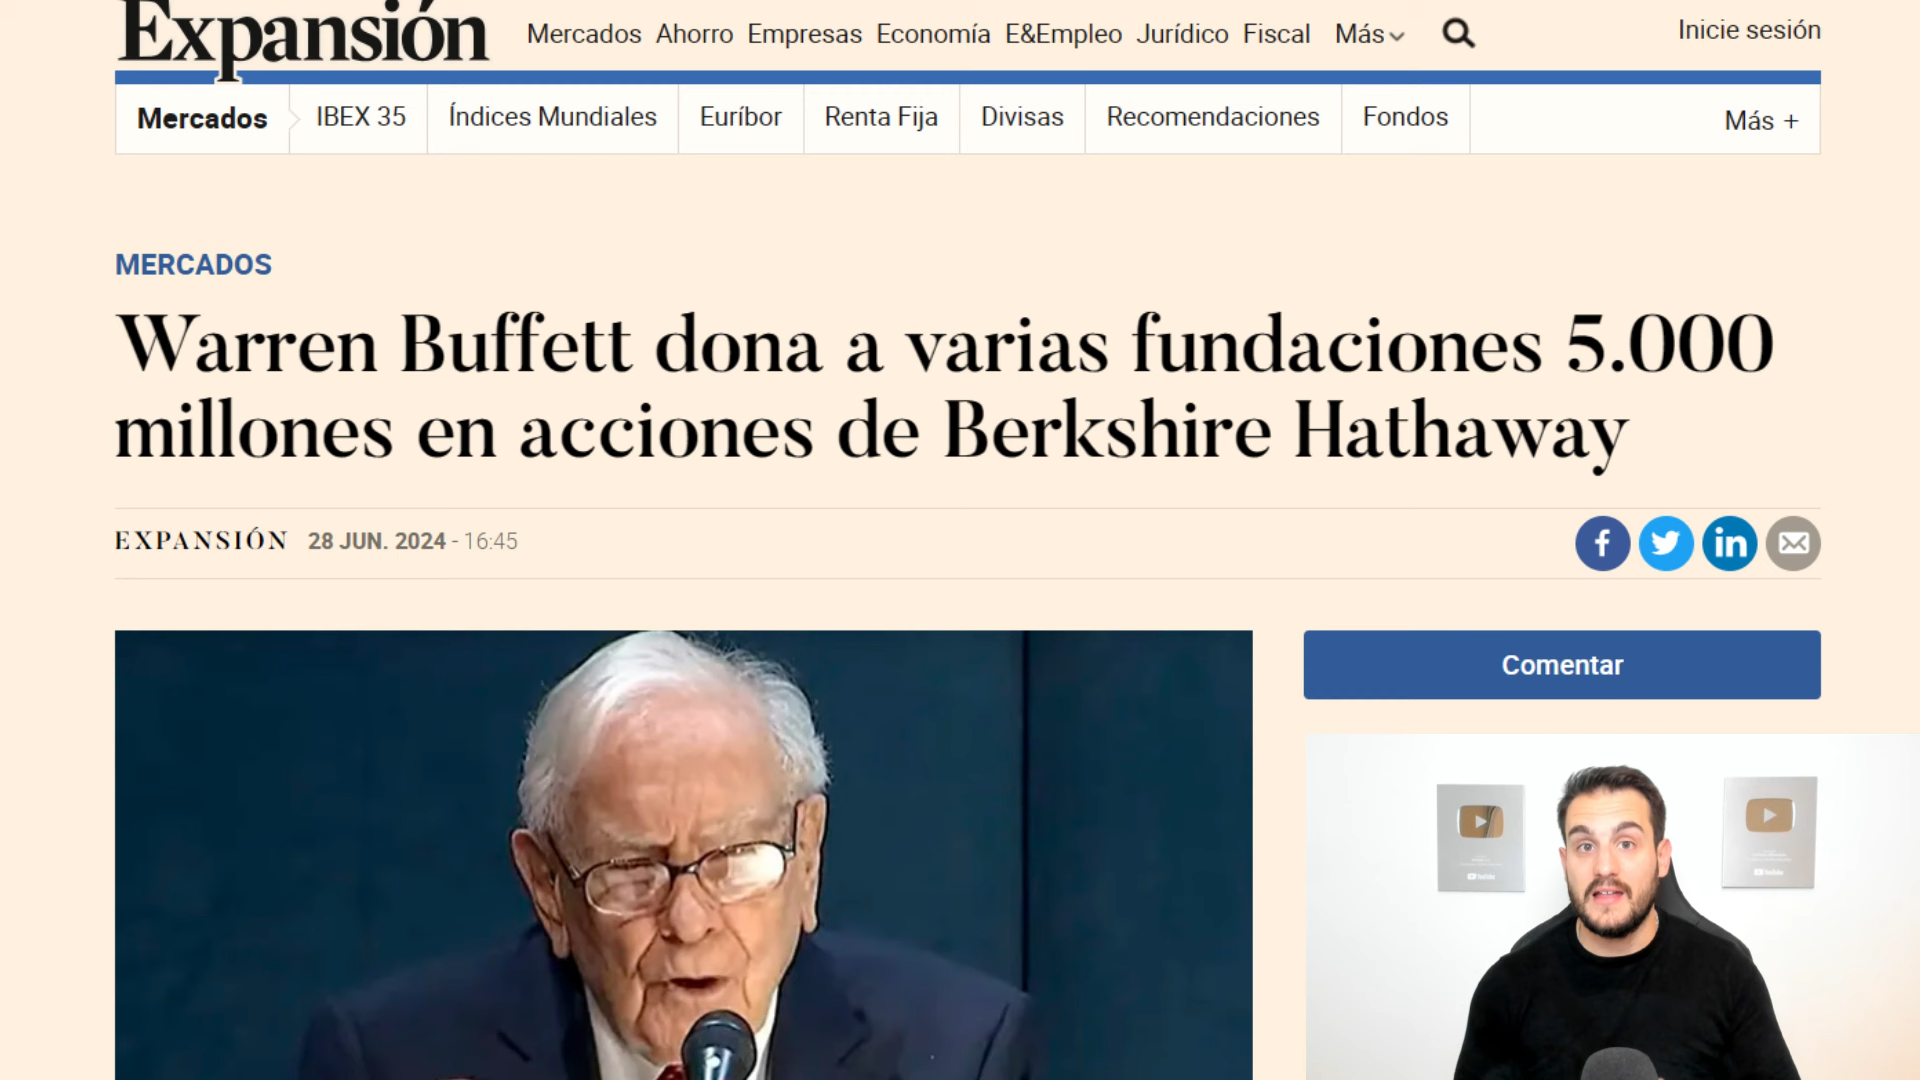 Expansión
Mercados Ahorro Empresas Economía E&Empleo Jurídico Fiscal Más
Inicie sesión
Mercados IBEX 35 Índices Mundiales Euríbor Renta Fija Divisas Recomendaciones Fondos Más +
MERCADOS
Warren Buffett dona a varias fundaciones 5.000
millones en acciones de Berkshire Hathaway
EXPANSIÓN 28 JUN. 2024 - 16:45
Comentar
YouTube
YouTube